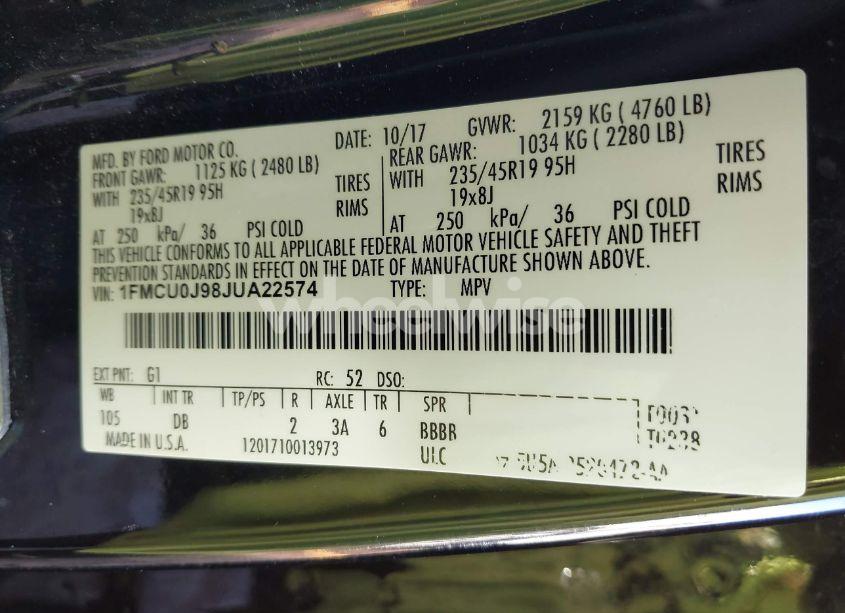 MFD. BY FORD MOTOR CO. DATE: 10/17 GVWR: 2159 KG ( 4760 LB)
FRONT GAWR: 1125 KG ( 2480 LB) REAR GAWR: 1034 KG ( 2280 LB)
WITH 235/45R19 95H TIRES WITH 235/45R19 95H TIRES
19x8J RIMS 19x8J RIMS
AT 250 kPa/ 36 PSI COLD AT 250 kPa/ 36 PSI COLD
THIS VEHICLE CONFORMS TO ALL APPLICABLE FEDERAL MOTOR VEHICLE SAFETY AND THEFT
PREVENTION STANDARDS IN EFFECT ON THE DATE OF MANUFACTURE SHOWN ABOVE.
VIN: 1FMCU0J98JUA22574 TYPE: MPV
wheelwise
EXT PNT: G1 RC: 52 DSO:
WB INT TR TP/PS R AXLE TR SPR
105 DB 2 3A 6 BBBR
MADE IN U.S.A. 1201710013973 ULC